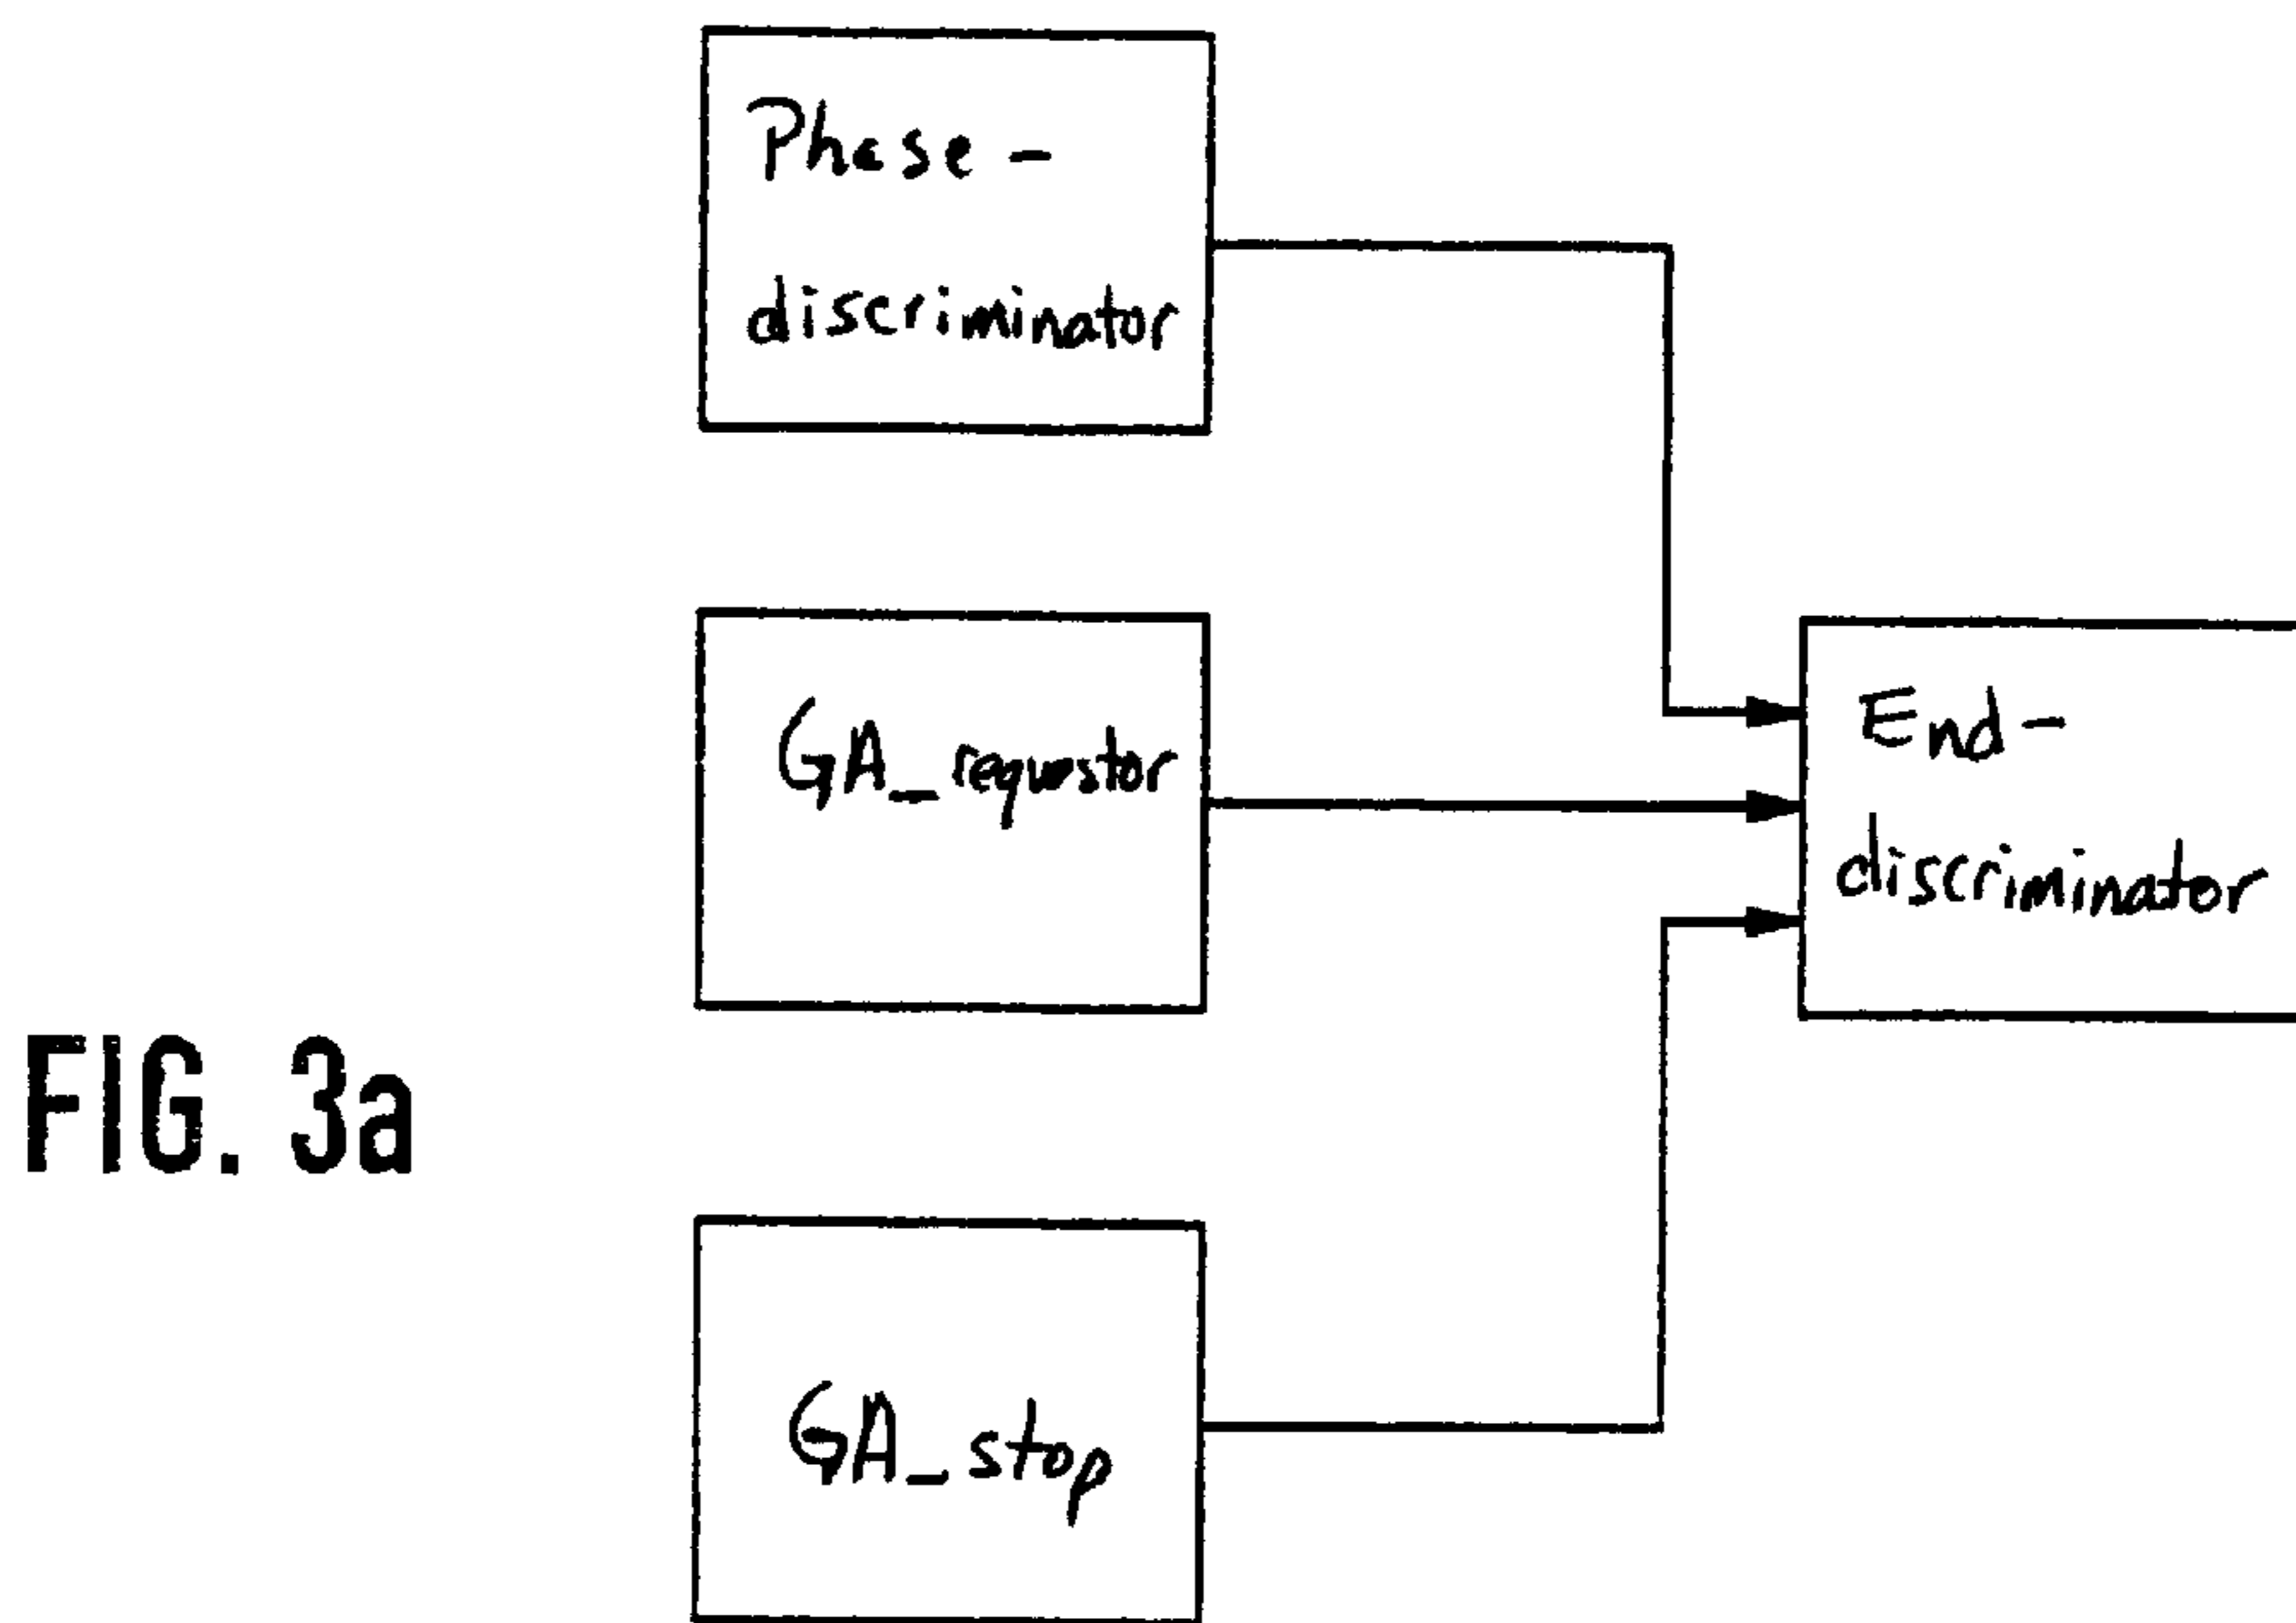 Phase-
discriminator
GA_requestor
End-
discriminator
FIG. 3a
GA_stop